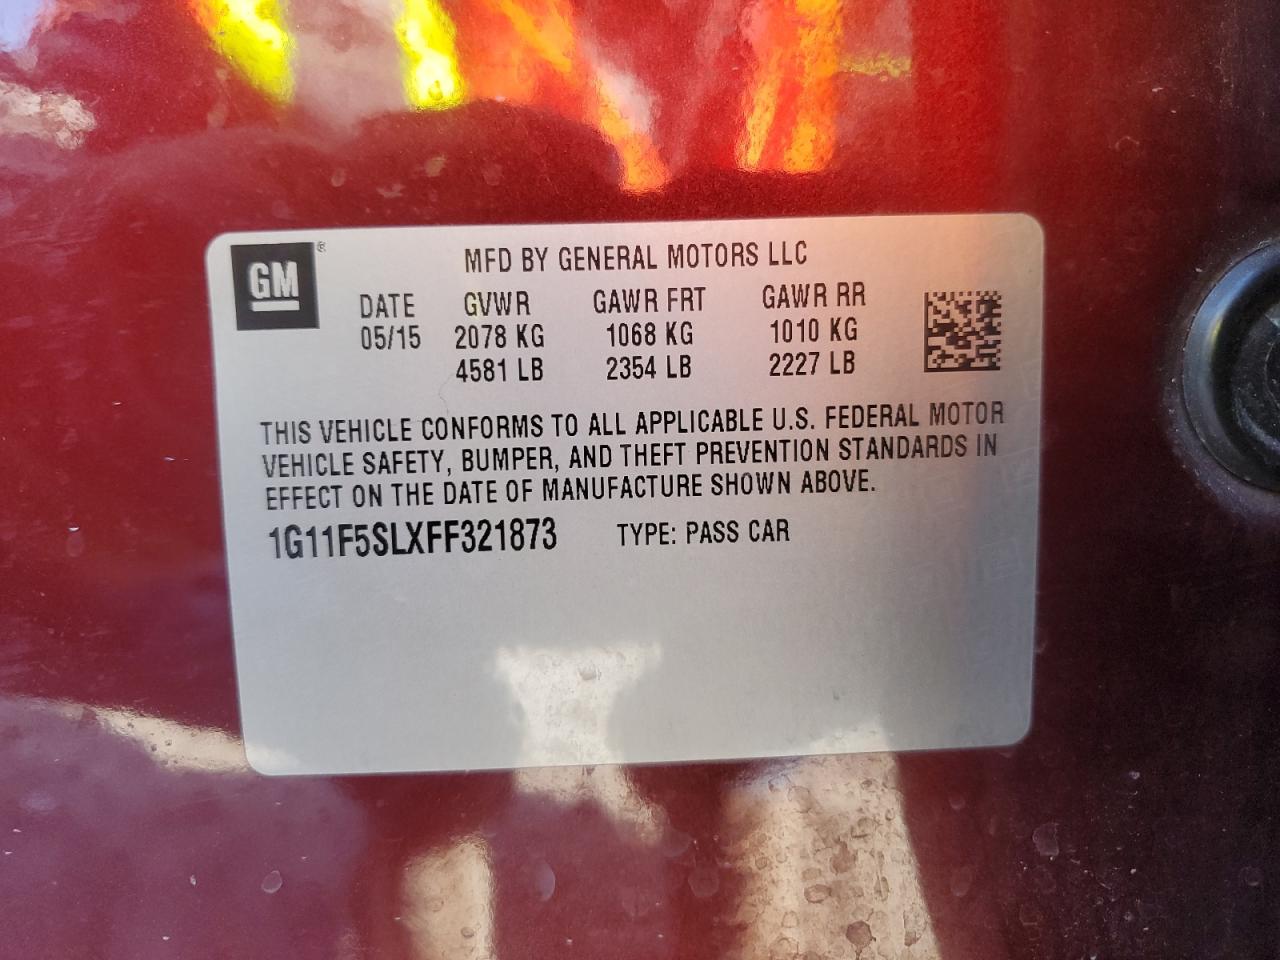 GM®
MFD BY GENERAL MOTORS LLC
DATE GVWR GAWR FRT GAWR RR
05/15 2078 KG 1068 KG 1010 KG
4581 LB 2354 LB 2227 LB
THIS VEHICLE CONFORMS TO ALL APPLICABLE U.S. FEDERAL MOTOR
VEHICLE SAFETY, BUMPER, AND THEFT PREVENTION STANDARDS IN
EFFECT ON THE DATE OF MANUFACTURE SHOWN ABOVE.
1G11F5SLXFF321873 TYPE: PASS CAR